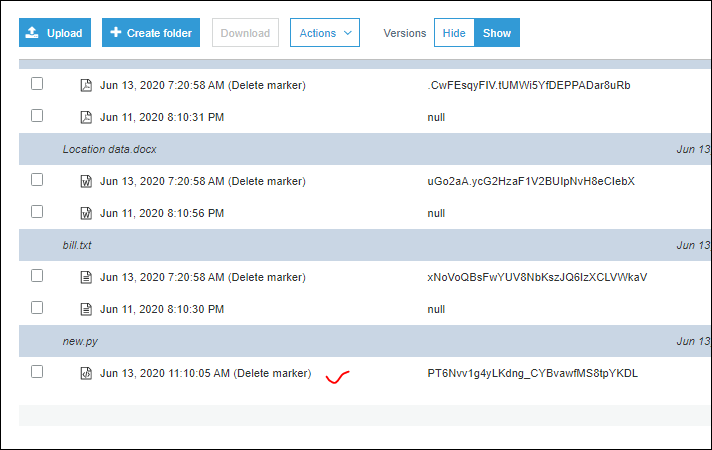 Upload Create folder Download Actions Versions Hide Show
Jun 13, 2020 7:20:58 AM (Delete marker) .CwFEsqyFIV.tUMWi5YfDEPPADar8uRb
Jun 11, 2020 8:10:31 PM null
Location data.docx Jun 13
Jun 13, 2020 7:20:58 AM (Delete marker) uGo2aA.ycG2HzaF1V2BUIpNvH8eCIebX
Jun 11, 2020 8:10:56 PM null
bill.txt Jun 13
Jun 13, 2020 7:20:58 AM (Delete marker) xNoVoQBsFwYUV8NbKszJQ6IzXCLVWkaV
Jun 11, 2020 8:10:30 PM null
new.py Jun 13
Jun 13, 2020 11:10:05 AM (Delete marker) PT6Nvv1g4yLKdng_CYBvawfMS8tpYKDL